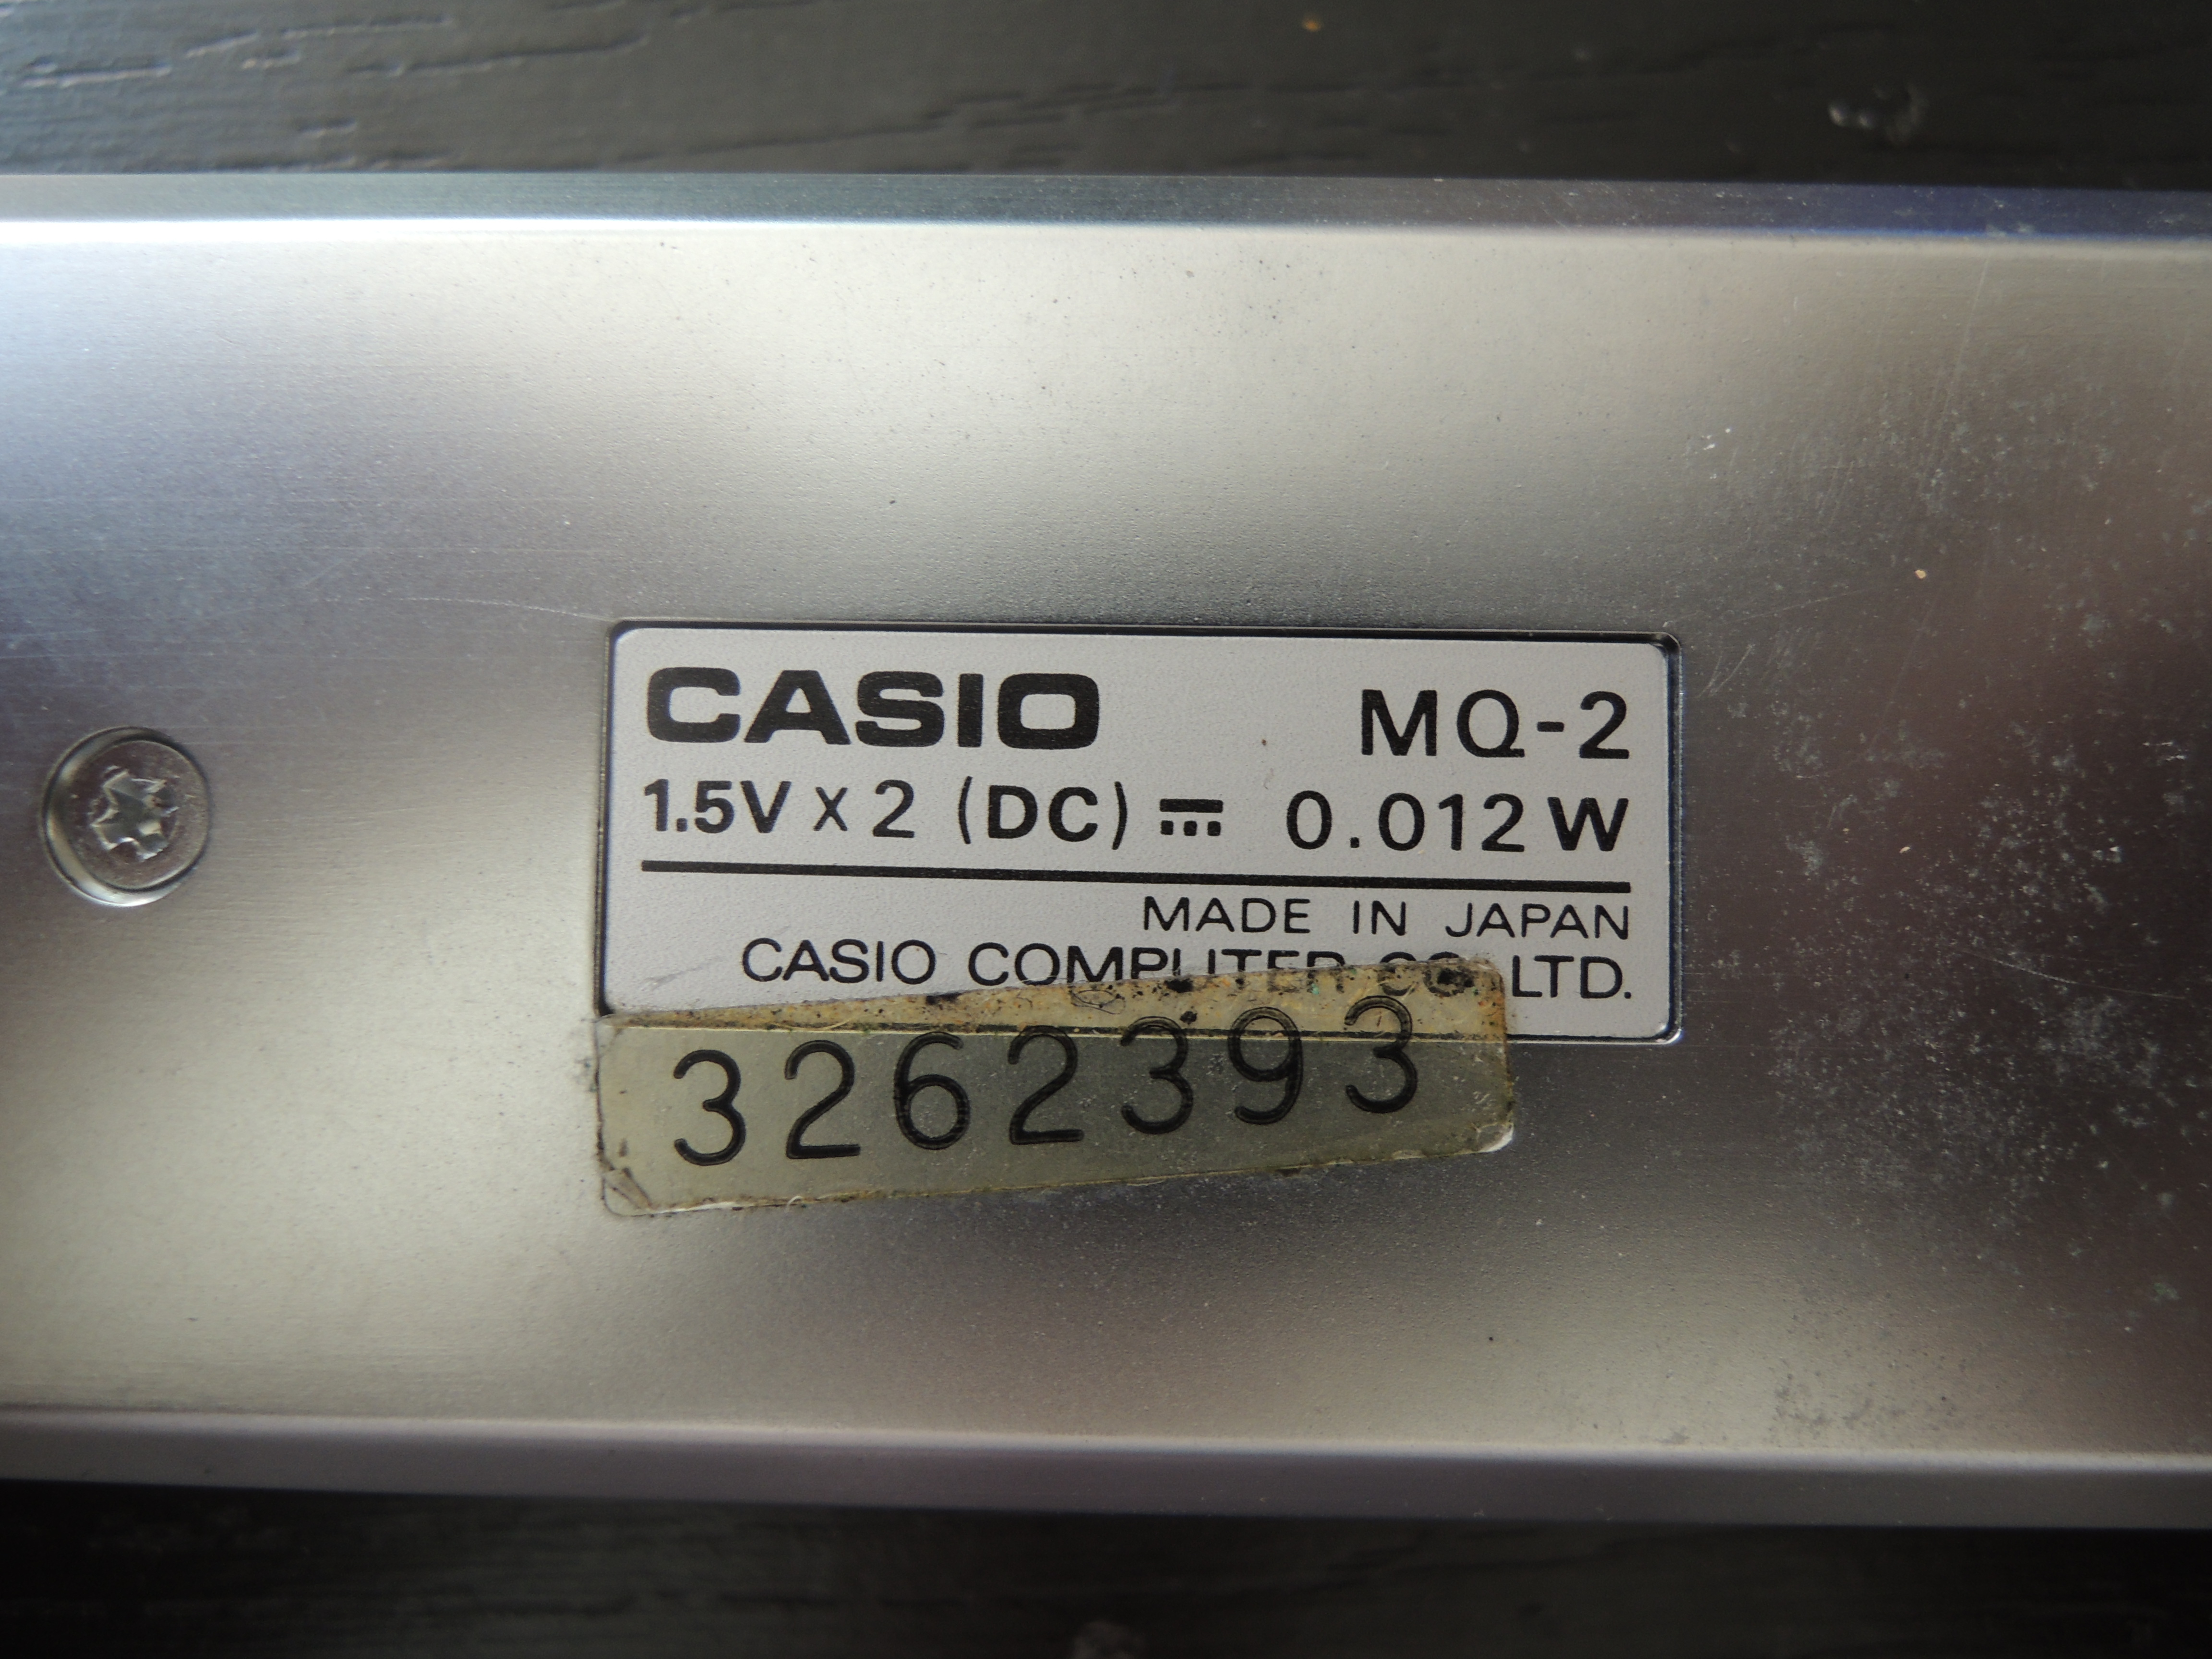 CASIO MQ-2
1.5V x 2 (DC) ⎓ 0.012 W
MADE IN JAPAN
CASIO COMPUTER CO. LTD.
3262393